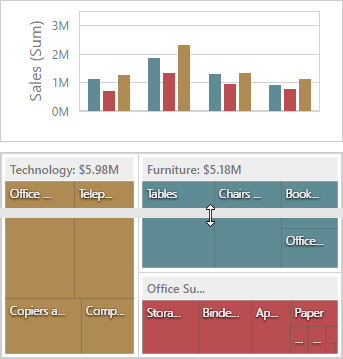 Sales (Sum)
3M
2M
1M
0M
Technology: $5.98M
Office ...
Telep...
Copiers a...
Comp...
Furniture: $5.18M
Tables
Chairs ...
Book...
Office...
Office Su...
Stora...
Binde...
Ap...
Paper
...
...